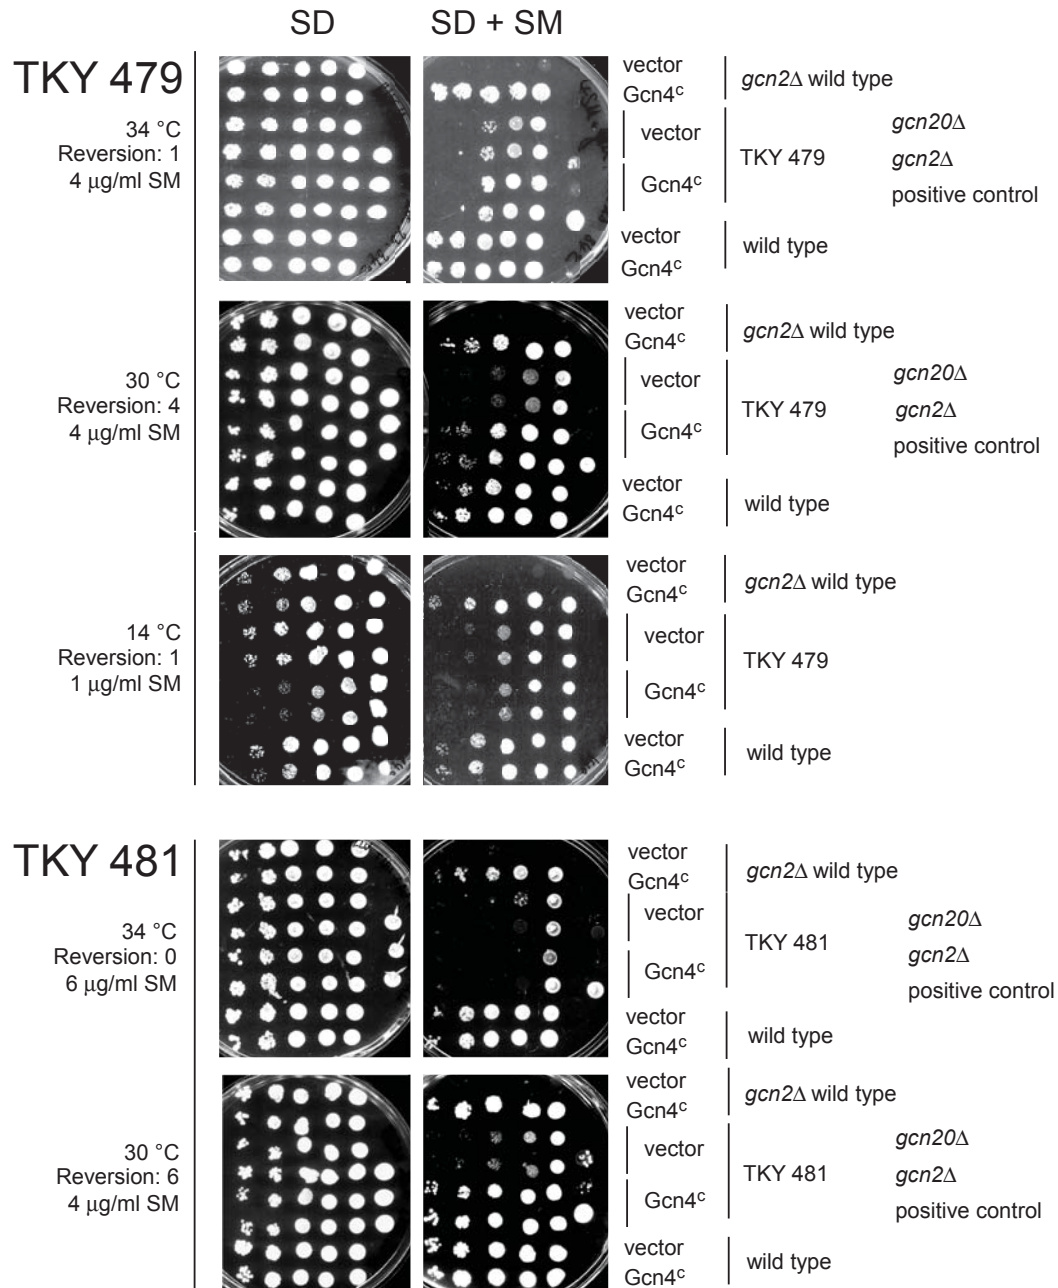 SD SD + SM
TKY 479
34 °C
Reversion: 1
4 μg/ml SM
vector
Gcn4ᶜ
gcn2Δ wild type
vector
Gcn4ᶜ
TKY 479
gcn20Δ
gcn2Δ
positive control
vector
Gcn4ᶜ
wild type
30 °C
Reversion: 4
4 μg/ml SM
vector
Gcn4ᶜ
gcn2Δ wild type
vector
Gcn4ᶜ
TKY 479
gcn20Δ
gcn2Δ
positive control
vector
Gcn4ᶜ
wild type
14 °C
Reversion: 1
1 μg/ml SM
vector
Gcn4ᶜ
gcn2Δ wild type
vector
Gcn4ᶜ
TKY 479
vector
Gcn4ᶜ
wild type
TKY 481
34 °C
Reversion: 0
6 μg/ml SM
vector
Gcn4ᶜ
gcn2Δ wild type
vector
Gcn4ᶜ
TKY 481
gcn20Δ
gcn2Δ
positive control
vector
Gcn4ᶜ
wild type
30 °C
Reversion: 6
4 μg/ml SM
vector
Gcn4ᶜ
gcn2Δ wild type
vector
Gcn4ᶜ
TKY 481
gcn20Δ
gcn2Δ
positive control
vector
Gcn4ᶜ
wild type